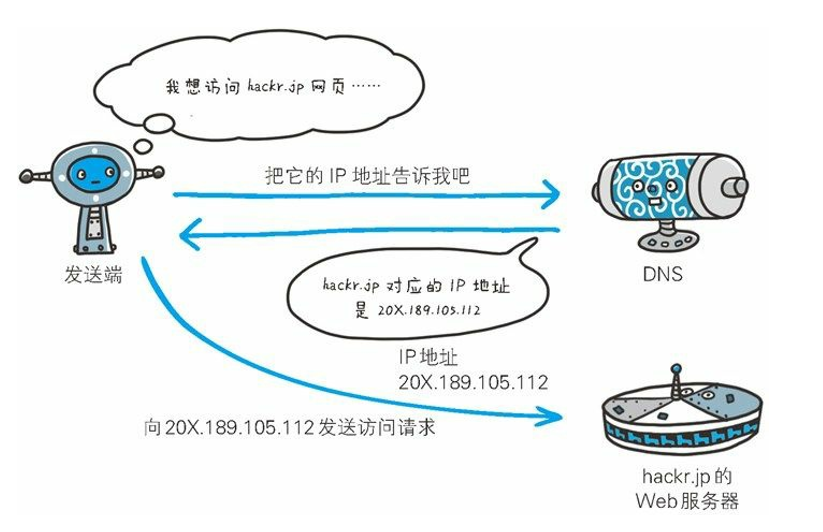 我想访问 hackr.jp 网页……
把它的 IP 地址告诉我吧
发送端
DNS
hackr.jp 对应的 IP 地址
是 20X.189.105.112
IP 地址
20X.189.105.112
向20X.189.105.112 发送访问请求
hackr.jp 的
Web 服务器